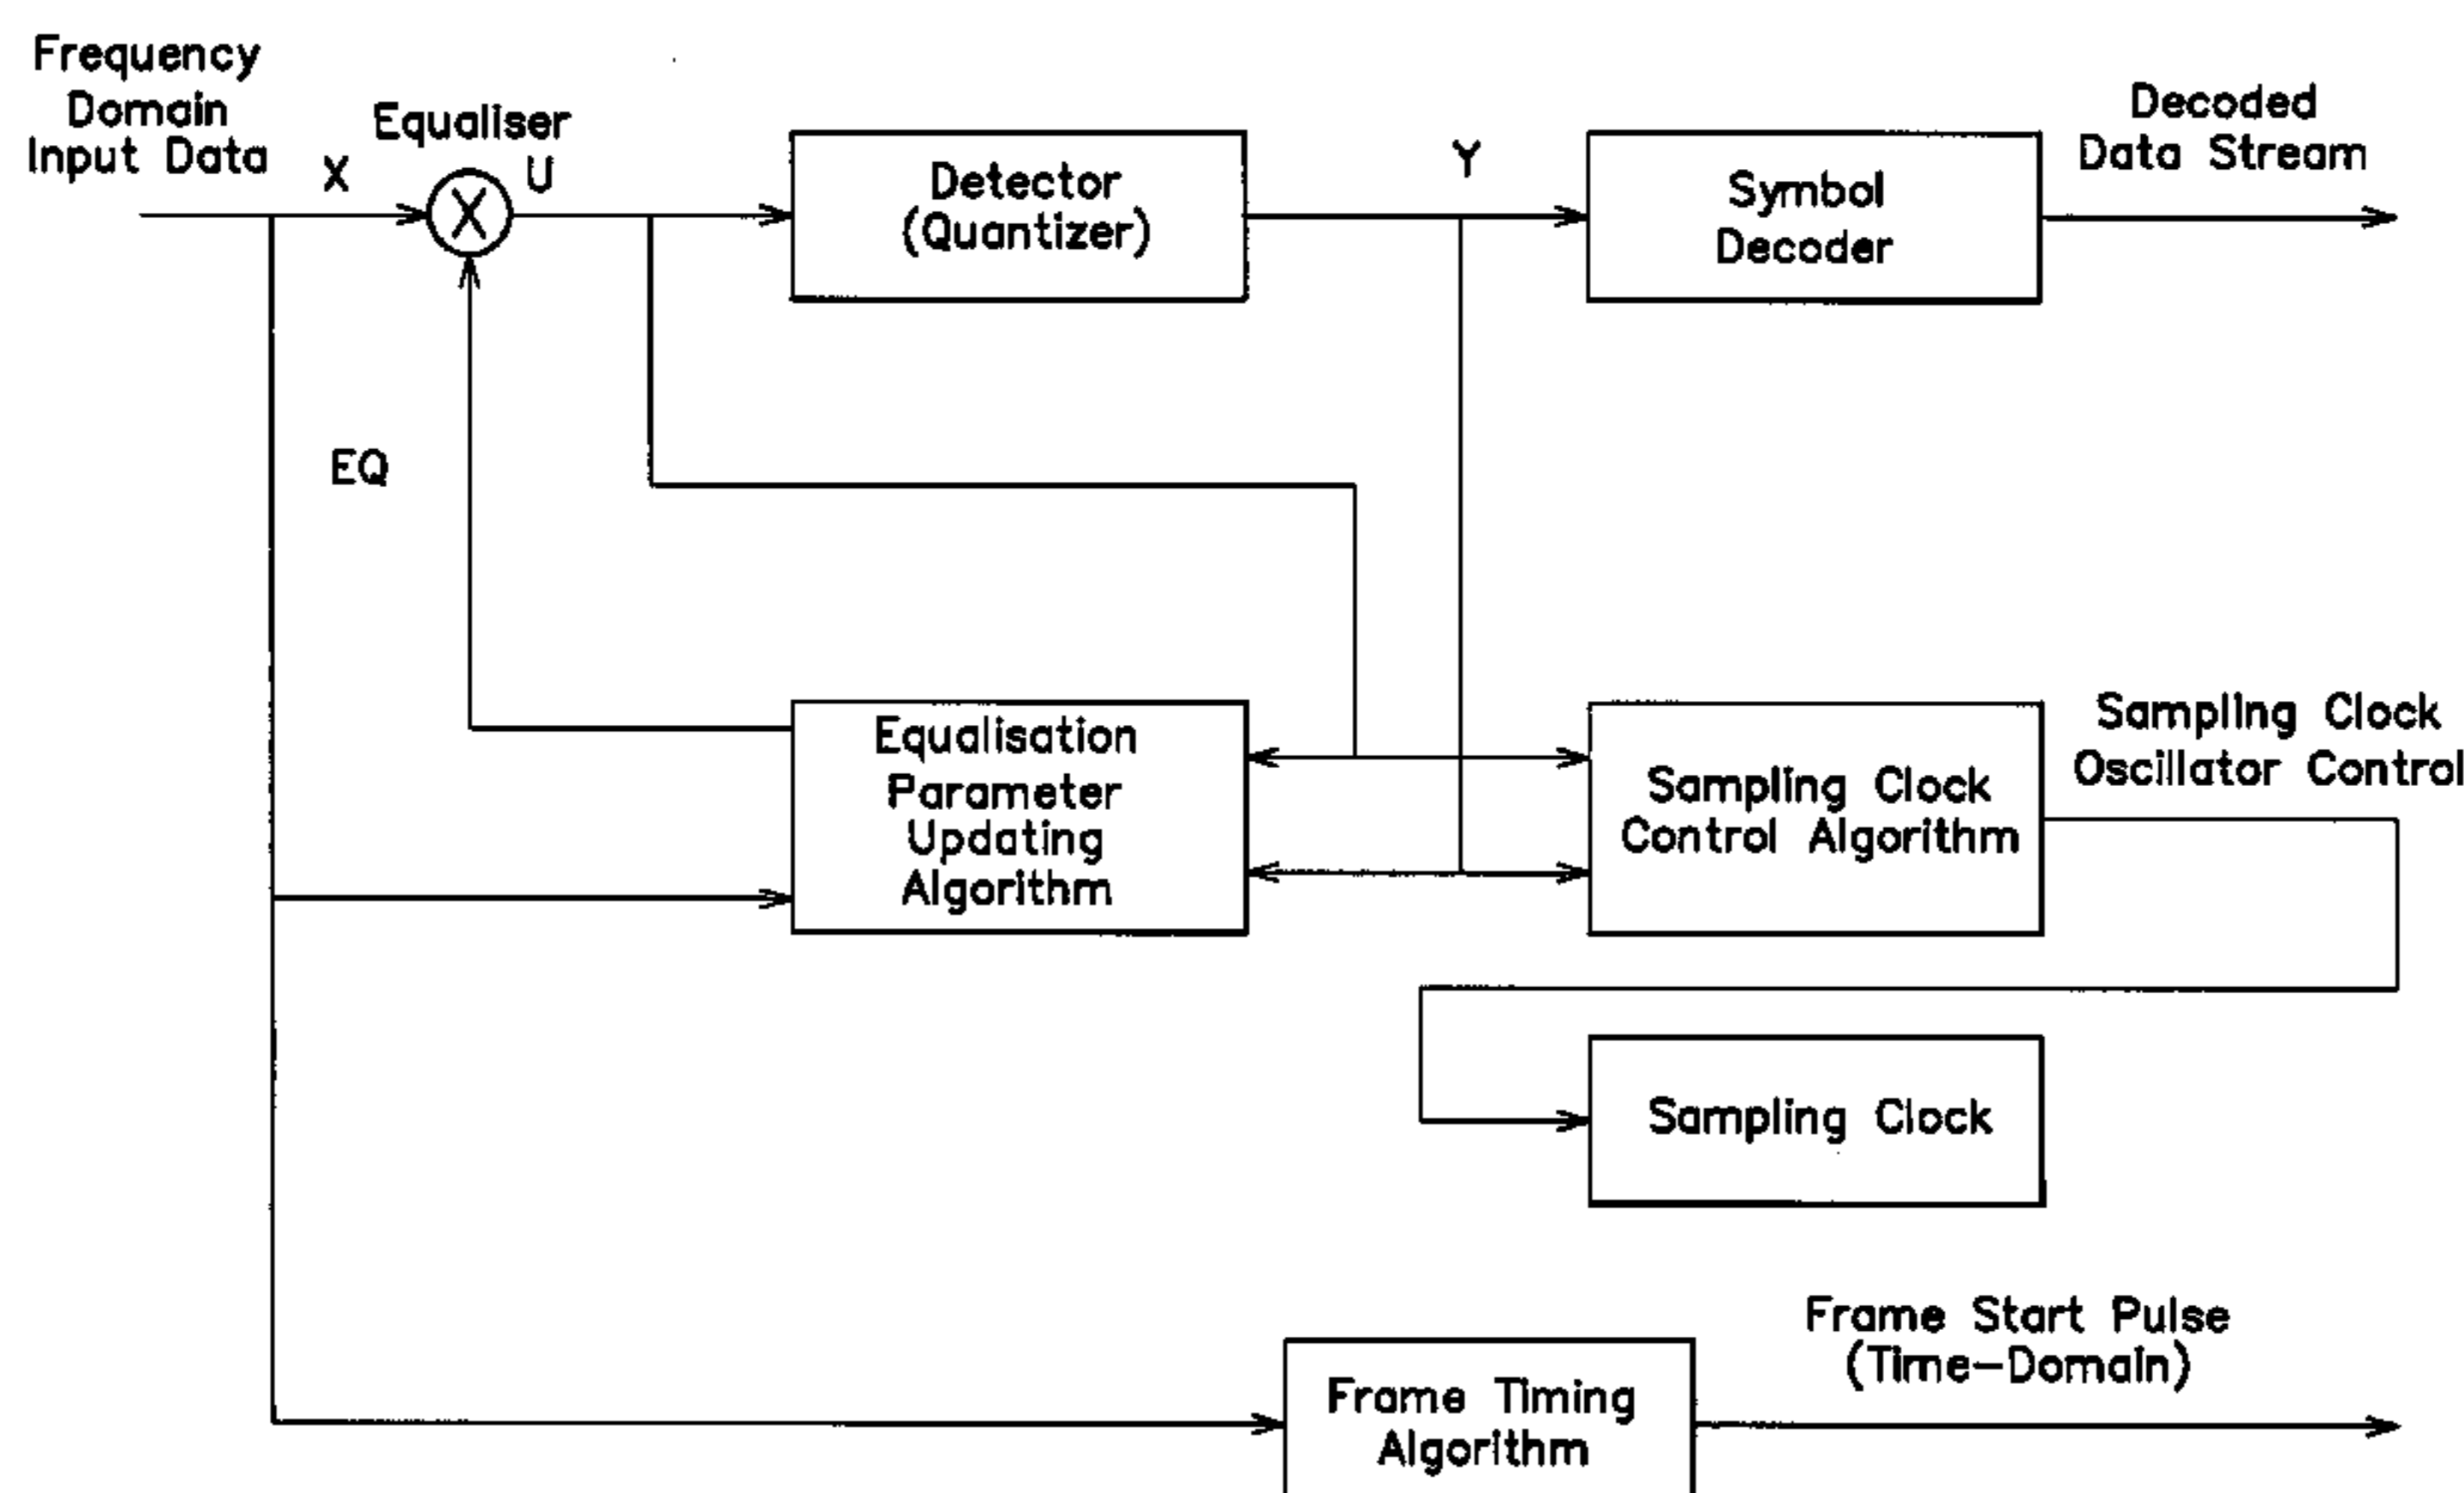 Frequency
Domain
Input Data
X
Equaliser
U
Detector
(Quantizer)
Y
Symbol
Decoder
Decoded
Data Stream
EQ
Equalisation
Parameter
Updating
Algorithm
Sampling Clock
Control Algorithm
Sampling Clock
Oscillator Control
Sampling Clock
Frame Timing
Algorithm
Frame Start Pulse
(Time-Domain)